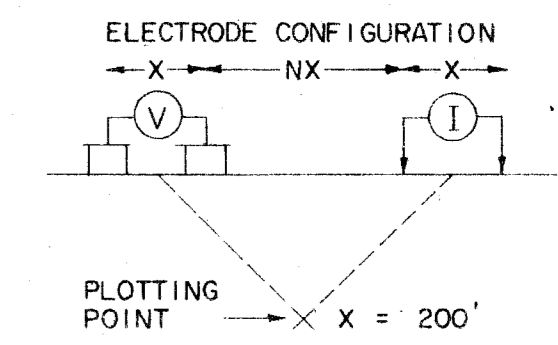 ELECTRODE CONFIGURATION
X NX X
V I
PLOTTING
POINT X = 200'